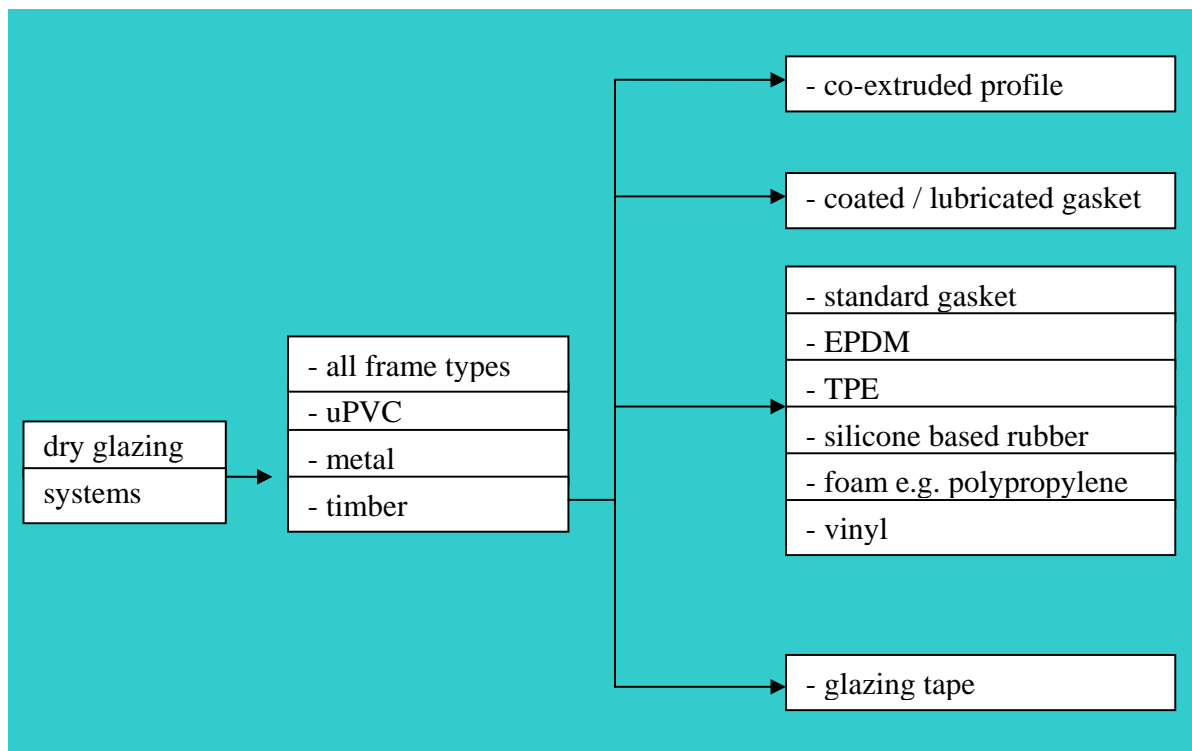 dry glazing
systems
- all frame types
- uPVC
- metal
- timber
- co-extruded profile
- coated / lubricated gasket
- standard gasket
- EPDM
- TPE
- silicone based rubber
- foam e.g. polypropylene
- vinyl
- glazing tape